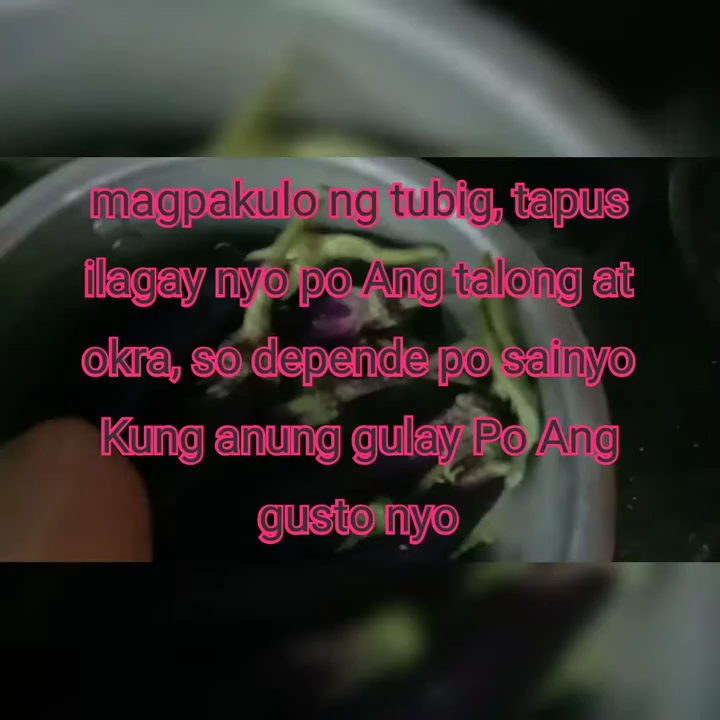 magpakulo ng tubig, tapus
ilagay nyo po Ang talong at
okra, so depende po sainyo
Kung anung gulay Po Ang
gusto nyo